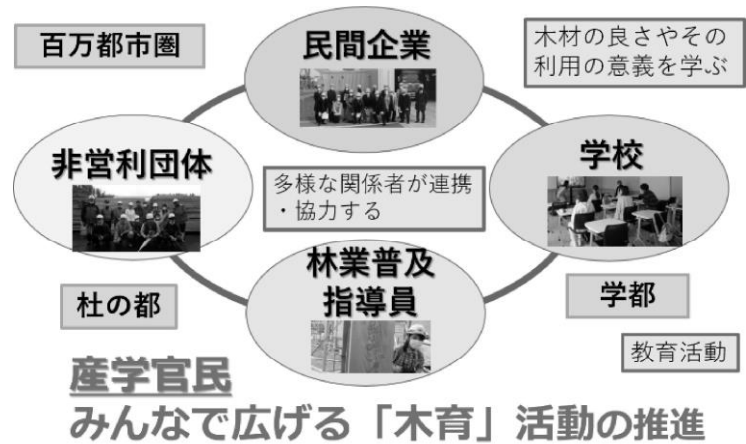 百万都市圏
民間企業
木材の良さやその
利用の意義を学ぶ
非営利団体
多様な関係者が連携
・協力する
学校
林業普及
指導員
杜の都
学都
教育活動
産学官民
みんなで広げる「木育」活動の推進